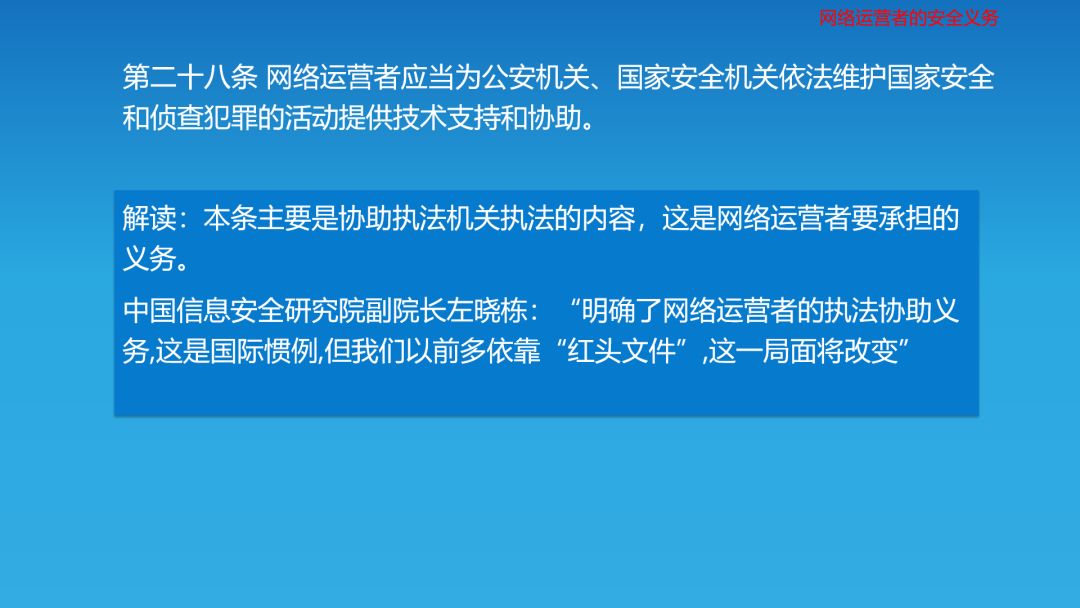 网络运营者的安全义务
第二十八条 网络运营者应当为公安机关、国家安全机关依法维护国家安全
和侦查犯罪的活动提供技术支持和协助。
解读：本条主要是协助执法机关执法的内容，这是网络运营者要承担的
义务。
中国信息安全研究院副院长左晓栋：“明确了网络运营者的执法协助义
务,这是国际惯例,但我们以前多依靠“红头文件”,这一局面将改变”